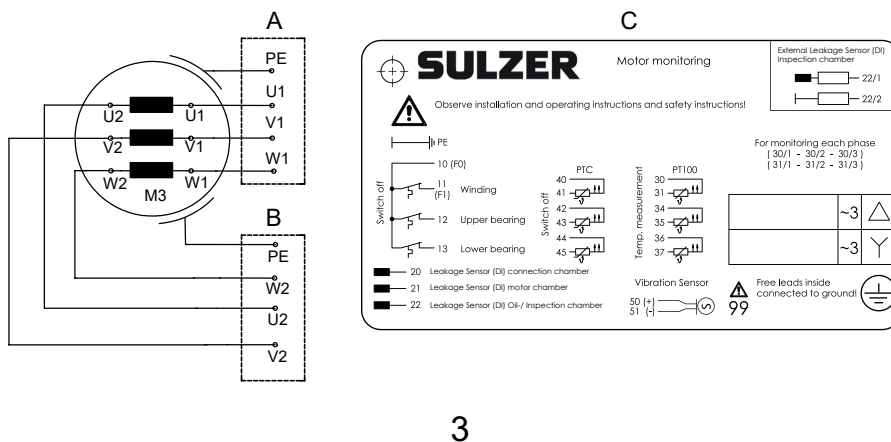 A
PE
U1
V1
W1
U2
U1
V2
V1
W2
W1
M3
B
PE
W2
U2
V2
C
SULZER
Motor monitoring
External Leakage Sensor (DI)
Inspection chamber
22/1
22/2
Observe installation and operating instructions and safety instructions!
PE
Switch off
10 (F0)
11
(F1)
Winding
12 Upper bearing
13 Lower bearing
20 Leakage Sensor (DI) connection chamber
21 Leakage Sensor (DI) motor chamber
22 Leakage Sensor (DI) Oil-/ Inspection chamber
Switch off
PTC
40
41
42
43
44
45
Temp. measurement
PT100
30
31
34
35
36
37
For monitoring each phase
( 30/1 - 30/2 - 30/3 )
( 31/1 - 31/2 - 31/3 )
~3
~3
Vibration Sensor
50 (+)
51 (-)
S
99
Free leads inside
connected to ground!
3